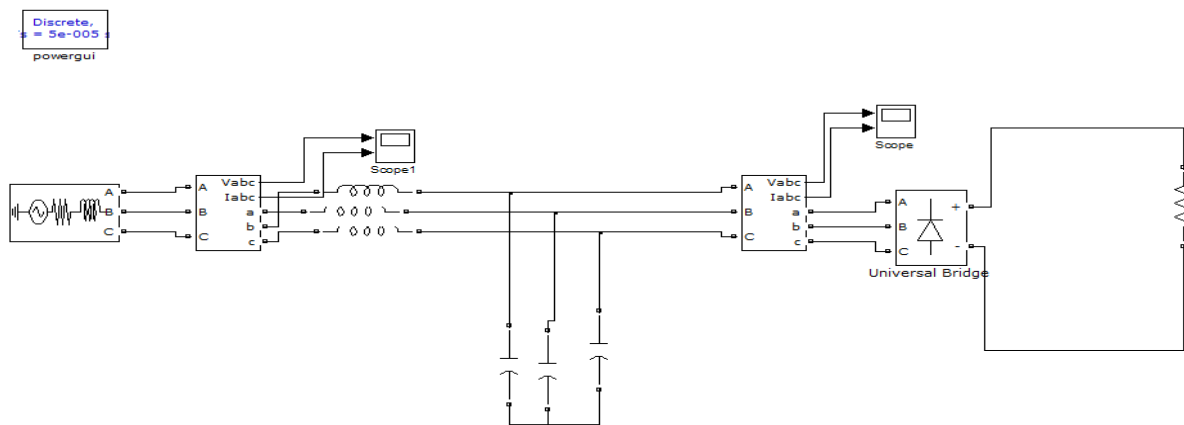 Discrete,
s = 5e-005 s
powergui
Scope1
Scope
A
B
C
A
B
C
Vabc
Iabc
a
b
c
A
B
C
Vabc
Iabc
a
b
c
A
B
C
+
-
Universal Bridge